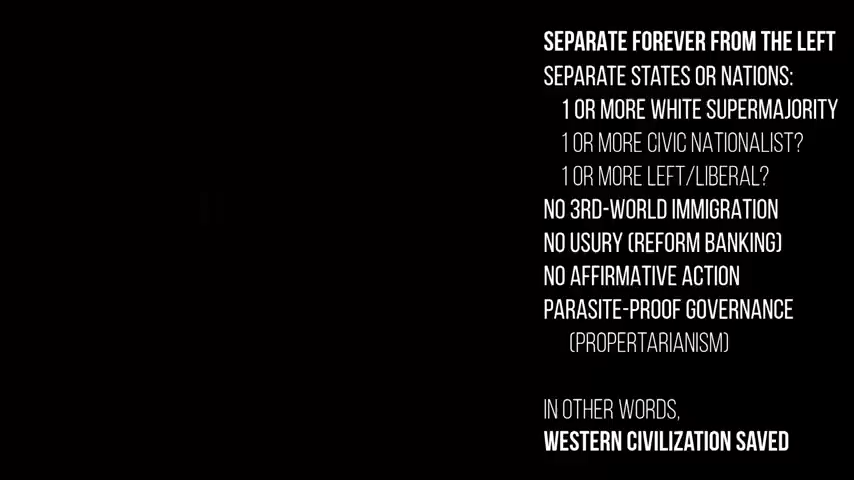 SEPARATE FOREVER FROM THE LEFT
SEPARATE STATES OR NATIONS:
1 OR MORE WHITE SUPERMAJORITY
1 OR MORE CIVIC NATIONALIST?
1 OR MORE LEFT/LIBERAL?
NO 3RD-WORLD IMMIGRATION
NO USURY (REFORM BANKING)
NO AFFIRMATIVE ACTION
PARASITE-PROOF GOVERNANCE
(PROPERTARIANISM)
IN OTHER WORDS,
WESTERN CIVILIZATION SAVED